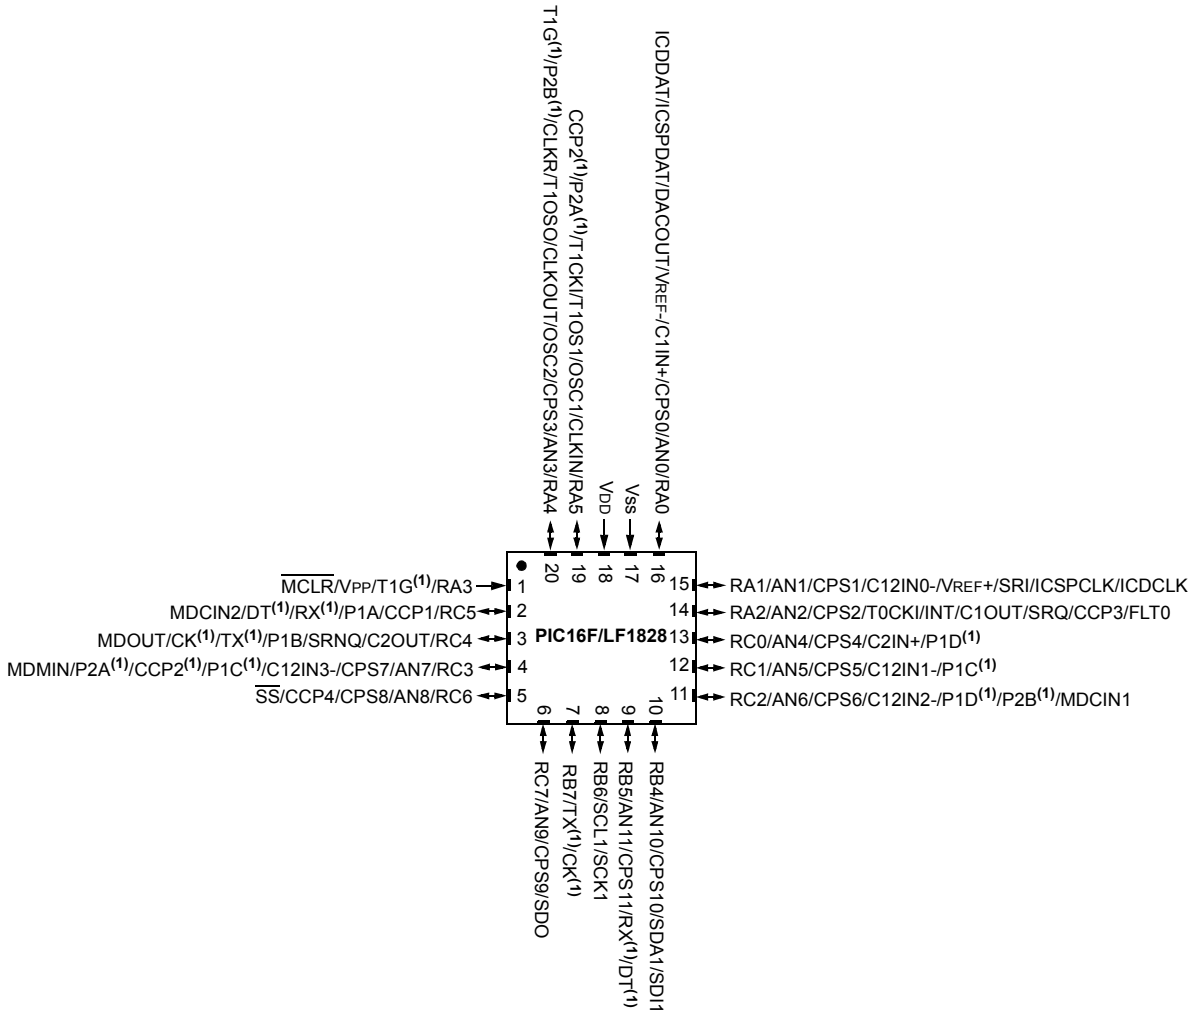 T1G(1)/P2B(1)/CLKR/T1OSO/CLKOUT/OSC2/CPS3/AN3/RA4
CCP2(1)/P2A(1)/T1CKI/T1OS1/OSC1/CLKIN/RA5
VDD
Vss
ICDDAT/ICSPDAT/DACOUT/VREF-/C1IN+/CPS0/AN0/RA0
20
19
18
17
16
MCLR/VPP/T1G(1)/RA3
1
MDCIN2/DT(1)/RX(1)/P1A/CCP1/RC5
2
MDOUT/CK(1)/TX(1)/P1B/SRNQ/C2OUT/RC4
3
MDMIN/P2A(1)/CCP2(1)/P1C(1)/C12IN3-/CPS7/AN7/RC3
4
SS/CCP4/CPS8/AN8/RC6
5
PIC16F/LF1828
15
RA1/AN1/CPS1/C12IN0-/VREF+/SRI/ICSPCLK/ICDCLK
14
RA2/AN2/CPS2/T0CKI/INT/C1OUT/SRQ/CCP3/FLT0
13
RC0/AN4/CPS4/C2IN+/P1D(1)
12
RC1/AN5/CPS5/C12IN1-/P1C(1)
11
RC2/AN6/CPS6/C12IN2-/P1D(1)/P2B(1)/MDCIN1
6
7
8
9
10
RC7/AN9/CPS9/SDO
RB7/TX(1)/CK(1)
RB6/SCL1/SCK1
RB5/AN11/CPS11/RX(1)/DT(1)
RB4/AN10/CPS10/SDA1/SDI1